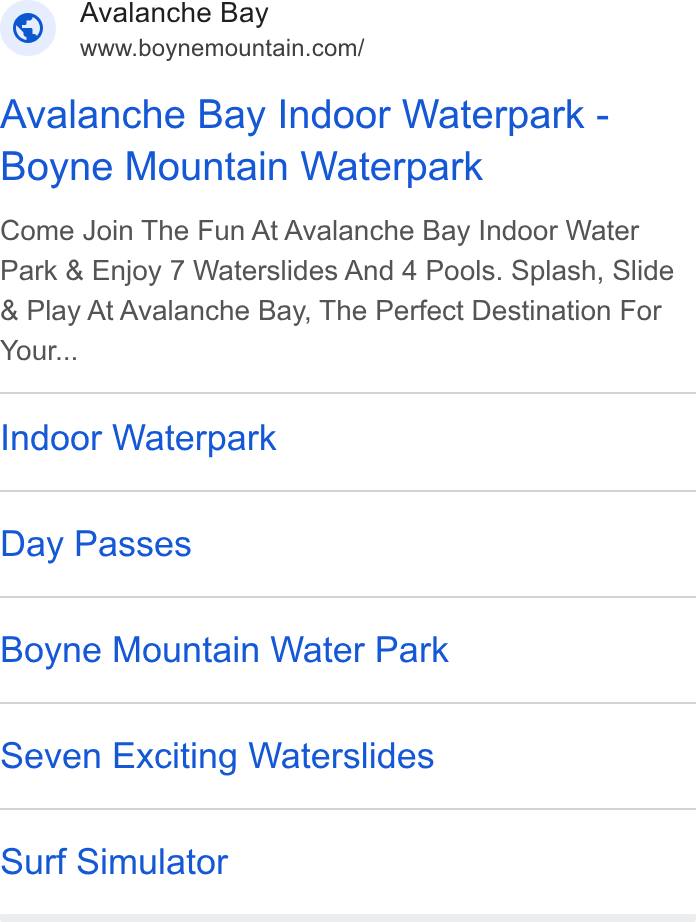 Avalanche Bay
www.boynemountain.com/
Avalanche Bay Indoor Waterpark -
Boyne Mountain Waterpark
Come Join The Fun At Avalanche Bay Indoor Water
Park & Enjoy 7 Waterslides And 4 Pools. Splash, Slide
& Play At Avalanche Bay, The Perfect Destination For
Your...
Indoor Waterpark
Day Passes
Boyne Mountain Water Park
Seven Exciting Waterslides
Surf Simulator